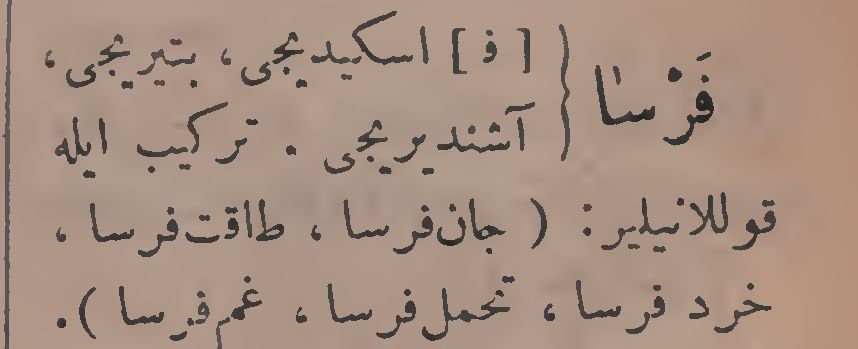 فَرْسا { [ ف ] اسكيديجى، بتيريجى،
آشنديريجى . تركيب ايله
قوللانيلير : ( جان‌فرسا ، طاقت‌فرسا ،
خرد فرسا ، تحمل‌فرسا ، غم‌فرسا ).